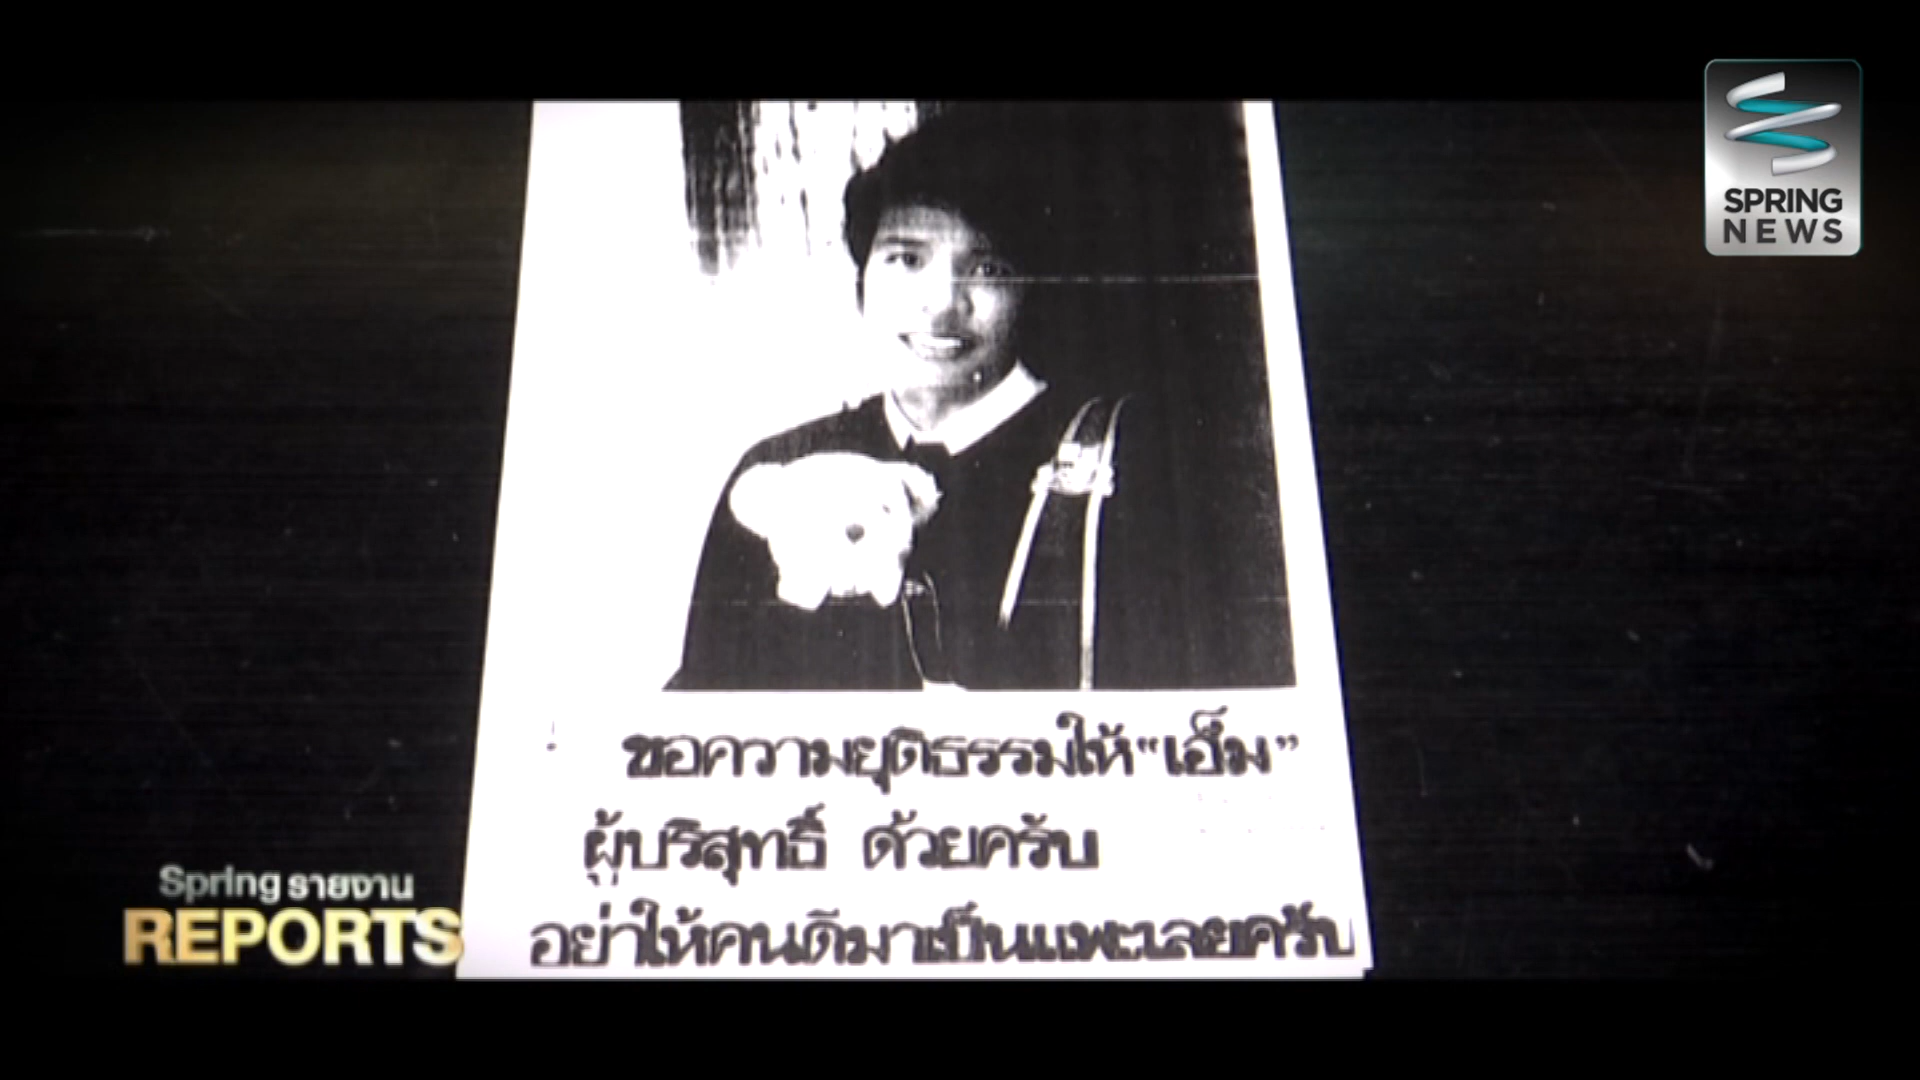 SPRING
NEWS
ขอความยุติธรรมให้ "เอ็ม"
ผู้บริสุทธิ์ ด้วยครับ
อย่าให้คนดีมาเป็นแพะเลยครับ
Spring รายงาน
REPORTS